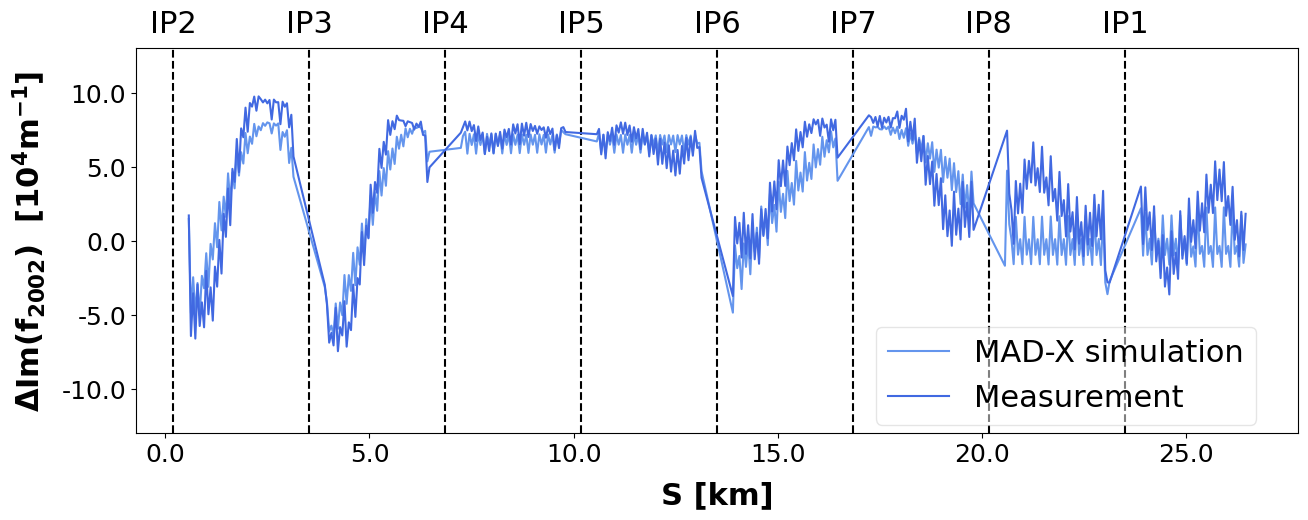 IP2 IP3 IP4 IP5 IP6 IP7 IP8 IP1
ΔIm(f₂₀₀₂) [10⁴m⁻¹]
10.0
5.0
0.0
-5.0
-10.0
MAD-X simulation
Measurement
0.0 5.0 10.0 15.0 20.0 25.0
S [km]